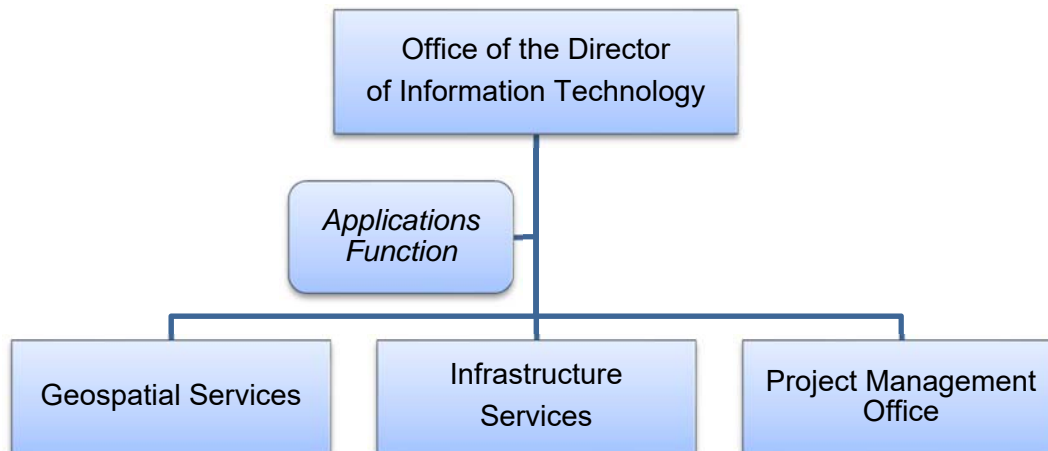 Office of the Director
of Information Technology
Applications
Function
Geospatial Services
Infrastructure
Services
Project Management
Office